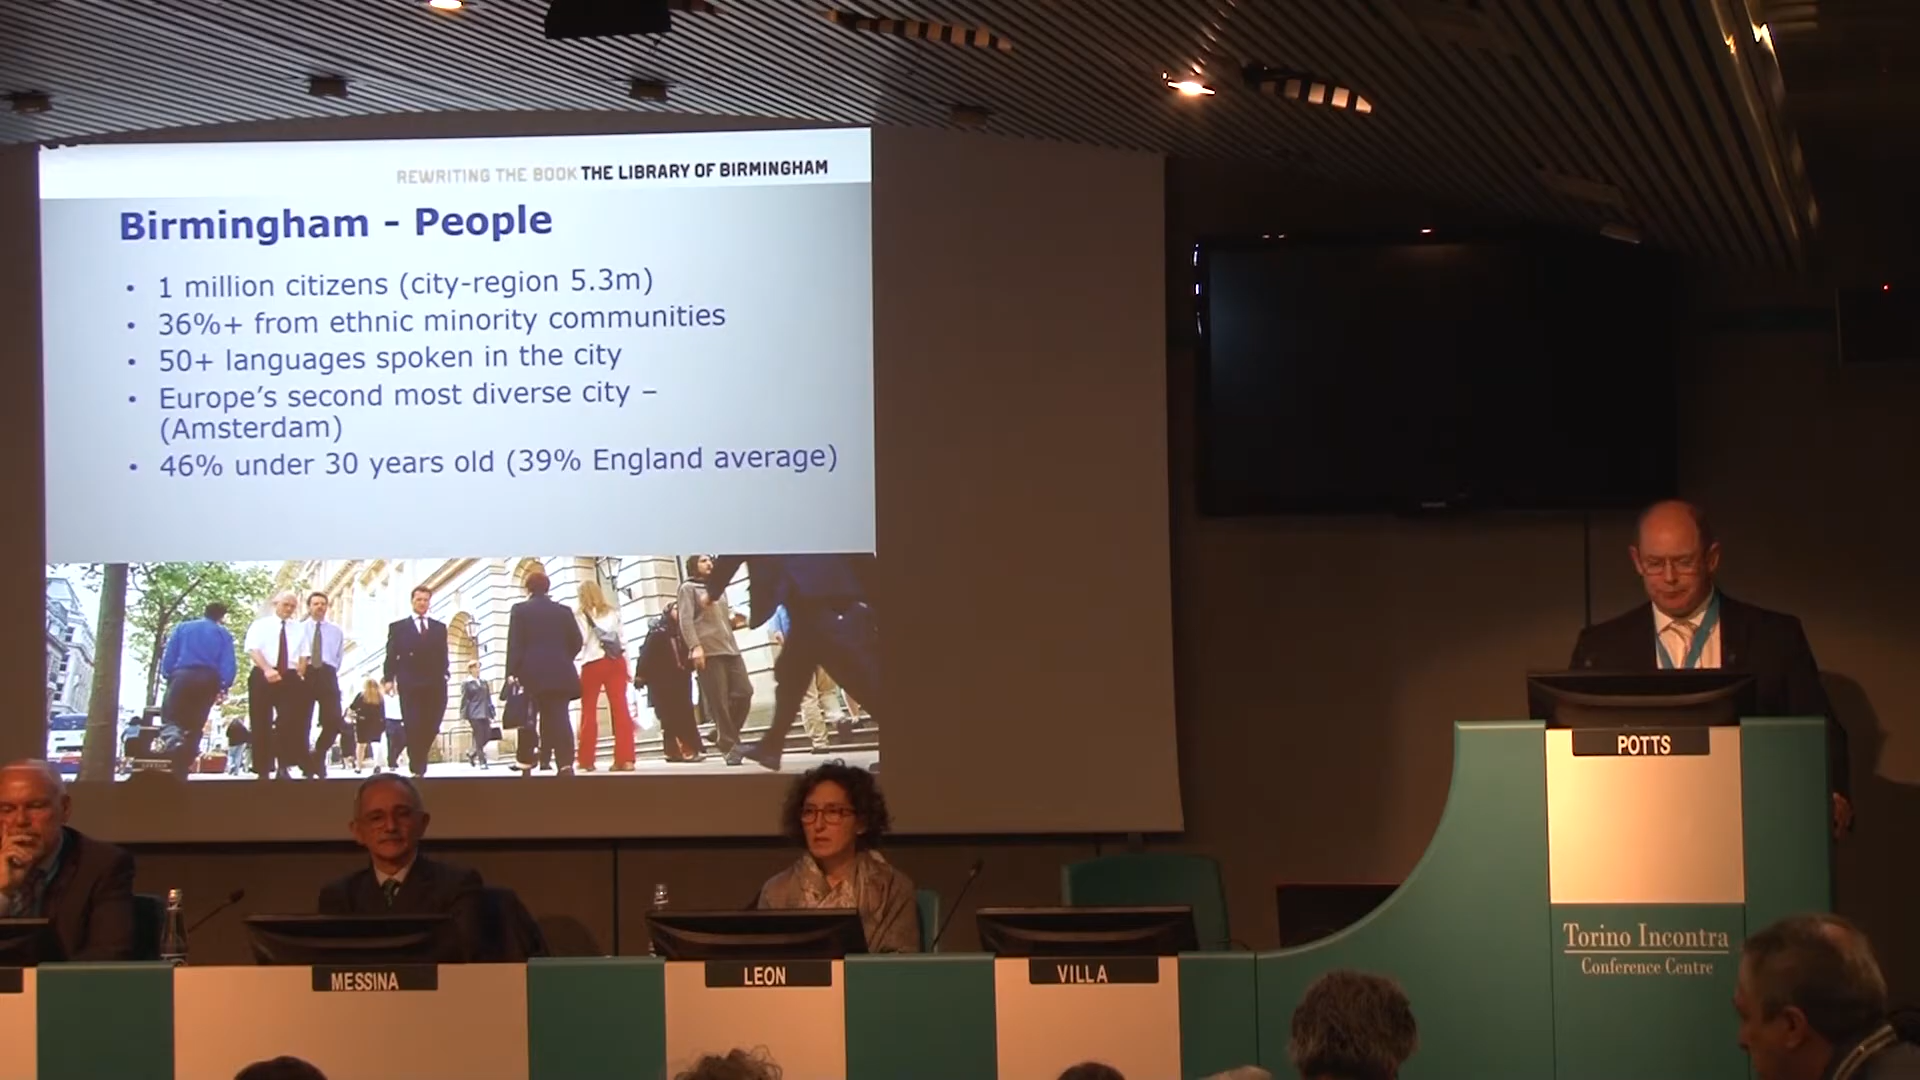 REWRITING THE BOOK THE LIBRARY OF BIRMINGHAM
Birmingham - People
• 1 million citizens (city-region 5.3m)
• 36%+ from ethnic minority communities
• 50+ languages spoken in the city
• Europe’s second most diverse city –
(Amsterdam)
• 46% under 30 years old (39% England average)
POTTS
Torino Incontra
Conference Centre
MESSINA
LEON
VILLA